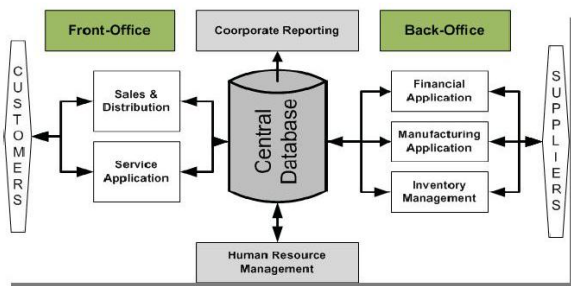 Front-Office
Coorporate Reporting
Back-Office
CUSTOMERS
Sales &
Distribution
Service
Application
Central
Database
Financial
Application
Manufacturing
Application
Inventory
Management
SUPPLIERS
Human Resource
Management